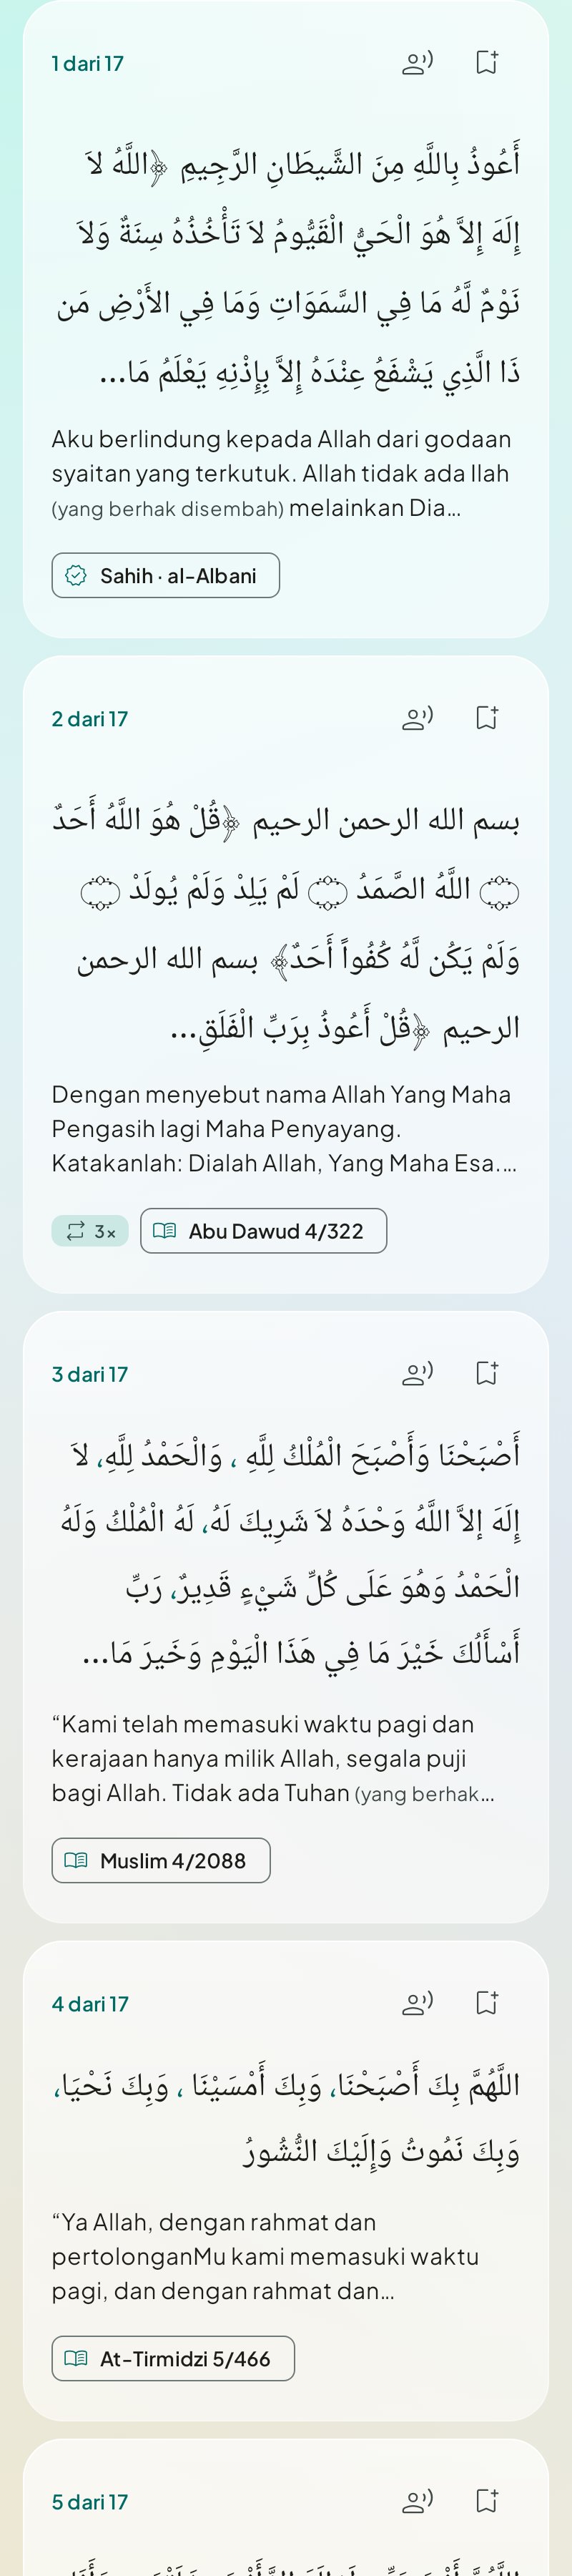 1 dari 17
أَعُوذُ بِاللَّهِ مِنَ الشَّيطَانِ الرَّجِيمِ ﴿اللَّهُ لاَ
إِلَهَ إِلاَّ هُوَ الْحَيُّ الْقَيُّومُ لاَ تَأْخُذُهُ سِنَةٌ وَلاَ
نَوْمٌ لَّهُ مَا فِي السَّمَوَاتِ وَمَا فِي الأَرْضِ مَن
ذَا الَّذِي يَشْفَعُ عِنْدَهُ إِلاَّ بِإِذْنِهِ يَعْلَمُ مَا...
Aku berlindung kepada Allah dari godaan
syaitan yang terkutuk. Allah tidak ada Ilah
(yang berhak disembah) melainkan Dia...
Sahih · al-Albani
2 dari 17
بسم الله الرحمن الرحيم ﴿قُلْ هُوَ اللَّهُ أَحَدٌ
۝ اللَّهُ الصَّمَدُ ۝ لَمْ يَلِدْ وَلَمْ يُولَدْ ۝
وَلَمْ يَكُن لَّهُ كُفُواً أَحَدٌ﴾ بسم الله الرحمن
الرحيم ﴿قُلْ أَعُوذُ بِرَبِّ الْفَلَقِ...
Dengan menyebut nama Allah Yang Maha
Pengasih lagi Maha Penyayang.
Katakanlah: Dialah Allah, Yang Maha Esa....
3×
Abu Dawud 4/322
3 dari 17
أَصْبَحْنَا وَأَصْبَحَ الْمُلْكُ لِلَّهِ ، وَالْحَمْدُ لِلَّهِ، لاَ
إِلَهَ إلاَّ اللَّهُ وَحْدَهُ لاَ شَرِيكَ لَهُ، لَهُ الْمُلْكُ وَلَهُ
الْحَمْدُ وَهُوَ عَلَى كُلِّ شَيْءٍ قَدِيرٌ، رَبِّ
أَسْأَلُكَ خَيْرَ مَا فِي هَذَا الْيَوْمِ وَخَيرَ مَا...
“Kami telah memasuki waktu pagi dan
kerajaan hanya milik Allah, segala puji
bagi Allah. Tidak ada Tuhan (yang berhak...
Muslim 4/2088
4 dari 17
اللَّهُمَّ بِكَ أَصْبَحْنَا، وَبِكَ أَمْسَيْنَا ، وَبِكَ نَحْيَا،
وَبِكَ نَمُوتُ وَإِلَيْكَ النُّشُورُ
“Ya Allah, dengan rahmat dan
pertolonganMu kami memasuki waktu
pagi, dan dengan rahmat dan...
At-Tirmidzi 5/466
5 dari 17